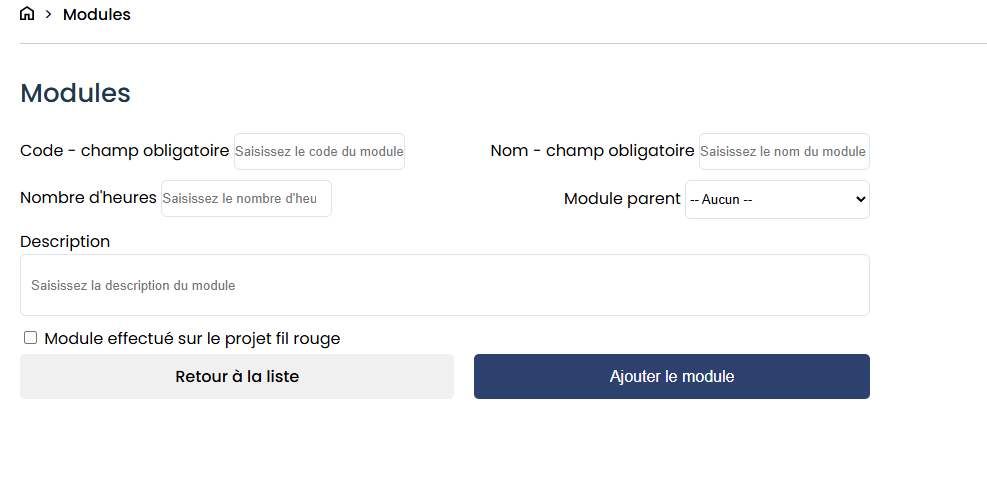 > Modules
Modules
Code - champ obligatoire Saisissez le code du module Nom - champ obligatoire Saisissez le nom du module
Nombre d'heures Saisissez le nombre d'heu Module parent -- Aucun --
Description
Saisissez la description du module
Module effectué sur le projet fil rouge
Retour à la liste Ajouter le module